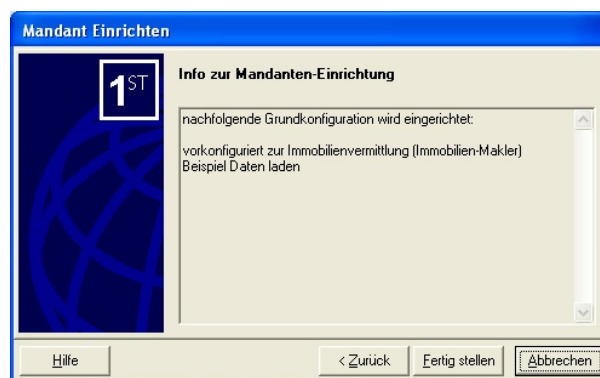 Mandant Einrichten
1ST
Info zur Mandanten-Einrichtung
nachfolgende Grundkonfiguration wird eingerichtet:
vorkonfiguriert zur Immobilienvermittlung (Immobilien-Makler)
Beispiel Daten laden
Hilfe
< Zurück
Fertig stellen
Abbrechen